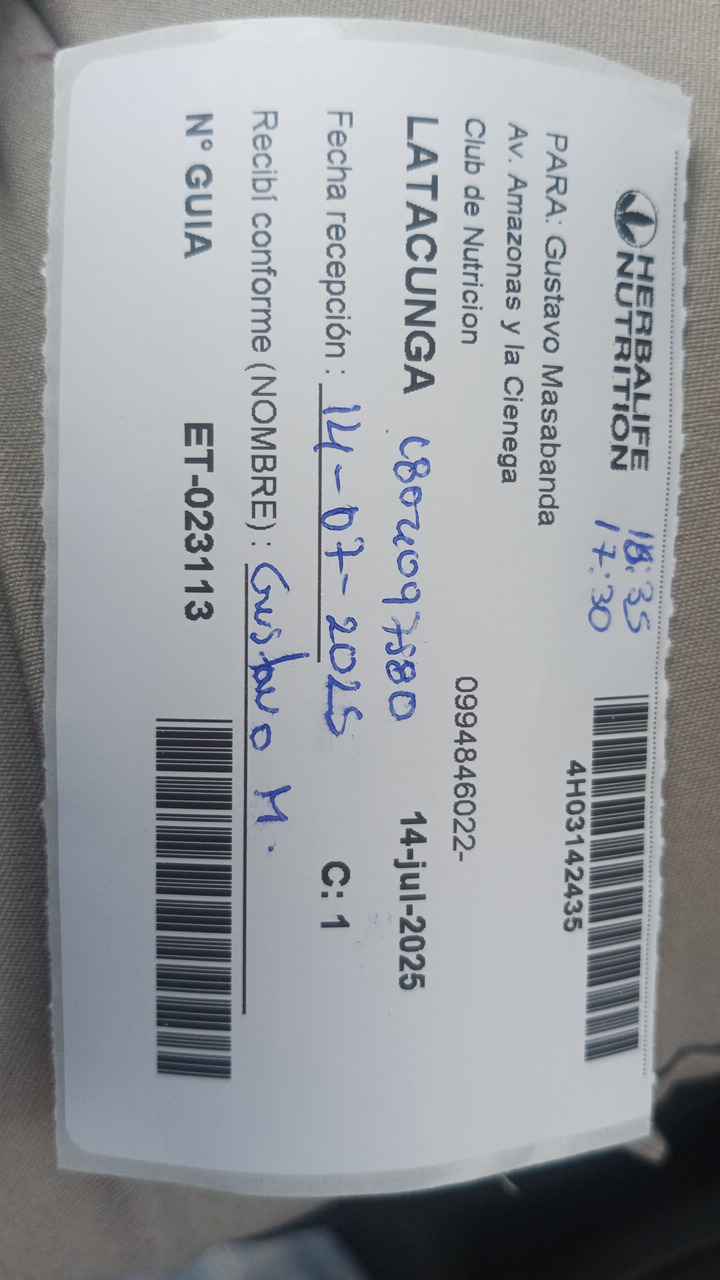 HERBALIFE
NUTRITION
18:35
17:30
4H03142435
PARA: Gustavo Masabanda
Av. Amazonas y la Cienega
Club de Nutricion 0994846022-
LATACUNGA 14-jul-2025
Fecha recepción : 14-07-2025 C: 1
Recibí conforme (NOMBRE) : Gustavo M.
N° GUIA ET-023113